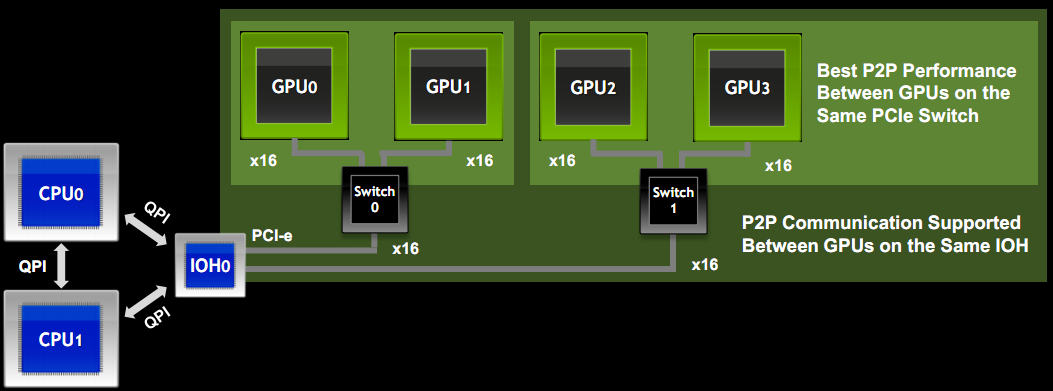 GPU0
GPU1
GPU2
GPU3
Best P2P Performance
Between GPUs on the
Same PCIe Switch
x16
x16
x16
x16
CPU0
Switch
0
Switch
1
QPI
P2P Communication Supported
Between GPUs on the Same IOH
PCI-e
x16
x16
QPI
IOH0
QPI
CPU1